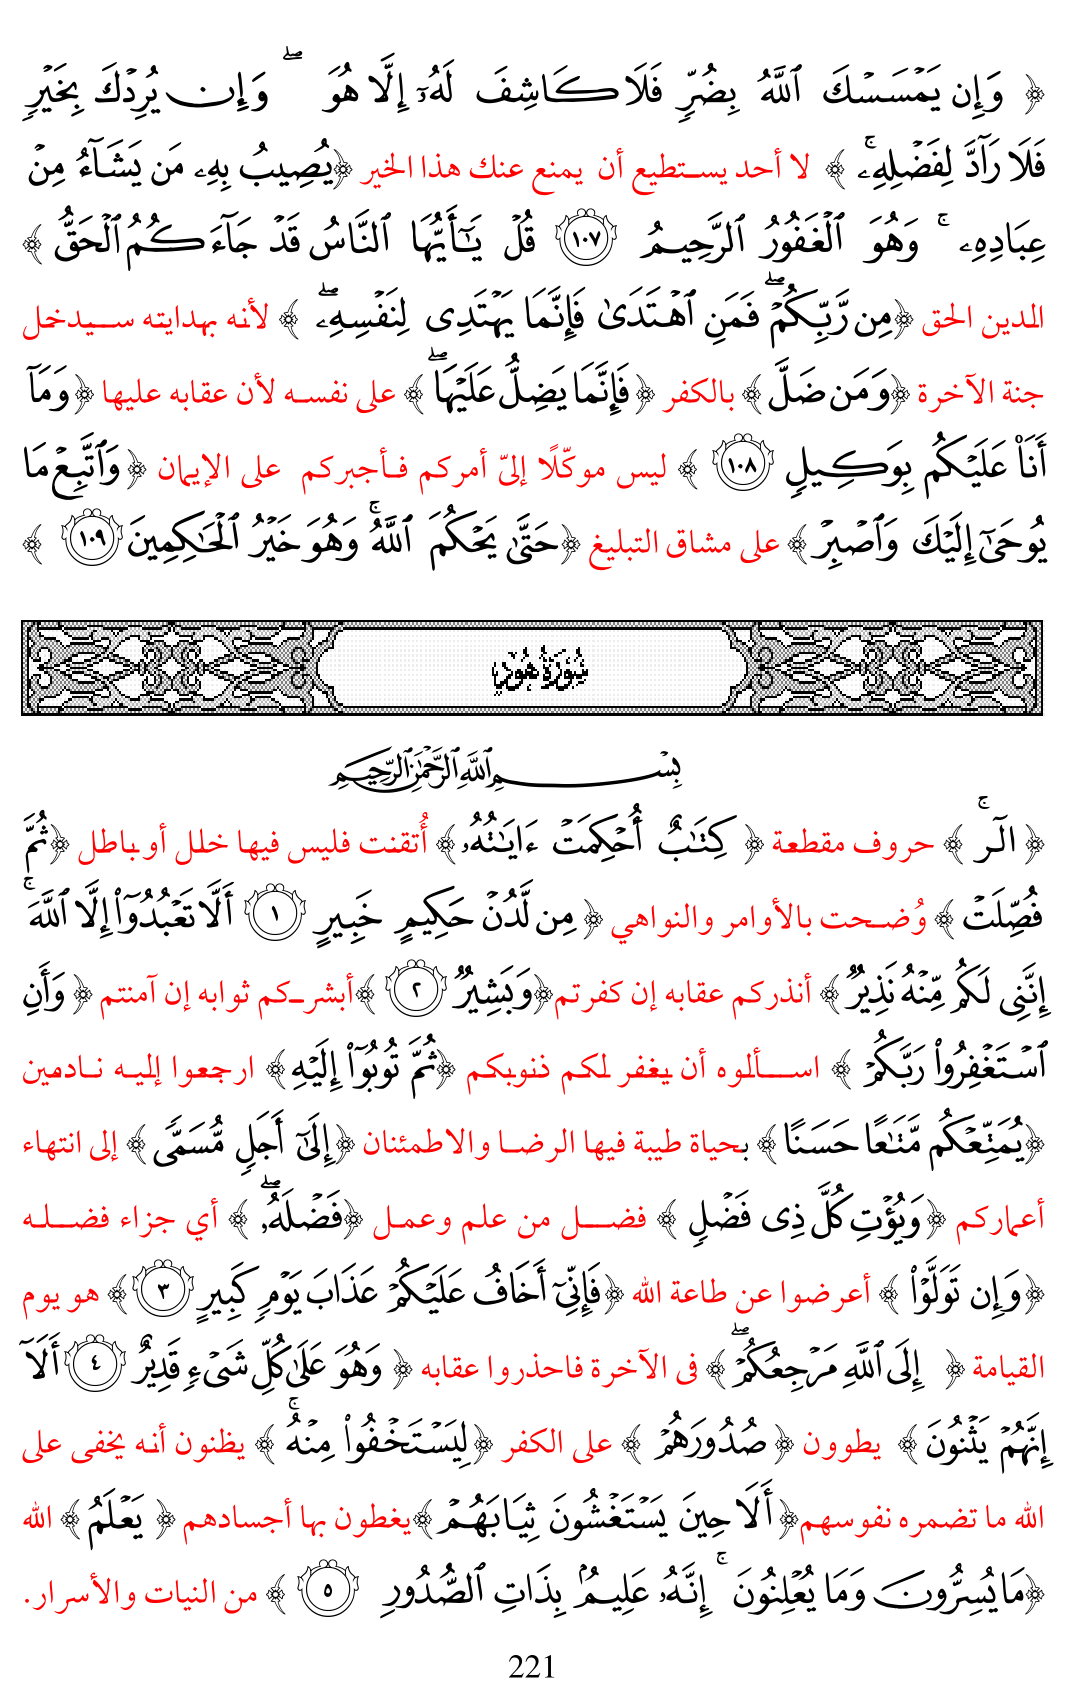 ﴿ وَإِن يَمْسَسْكَ ٱللَّهُ بِضُرٍّ فَلَا كَاشِفَ لَهُۥٓ إِلَّا هُوَ ۖ وَإِن يُرِدْكَ بِخَيْرٍ
فَلَا رَآدَّ لِفَضْلِهِۦ ۚ ﴾ لا أحد يستطيع أن يمنع عنك هذا الخير ﴿يُصِيبُ بِهِۦ مَن يَشَآءُ مِنْ
عِبَادِهِۦ ۚ وَهُوَ ٱلْغَفُورُ ٱلرَّحِيمُ ١٠٧ قُلْ يَـٰٓأَيُّهَا ٱلنَّاسُ قَدْ جَآءَكُمُ ٱلْحَقُّ ﴾
المدين الحق ﴿مِن رَّبِّكُمْ ۖ فَمَنِ ٱهْتَدَىٰ فَإِنَّمَا يَهْتَدِى لِنَفْسِهِۦ ۖ ﴾ لأنه بهدايته سيدخل
جنة الآخرة ﴿وَمَن ضَلَّ ﴾ بالكفر ﴿فَإِنَّمَا يَضِلُّ عَلَيْهَا ۖ﴾ على نفسه لأن عقابه عليها ﴿وَمَآ
أَنَا۠ عَلَيْكُم بِوَكِيلٍ ١٠٨ ﴾ ليس موكّلًا إليّ أمركم فأجبركم على الإيمان ﴿وَٱتَّبِعْ مَا
يُوحَىٰٓ إِلَيْكَ وَٱصْبِرْ﴾ على مشاق التبليغ ﴿حَتَّىٰ يَحْكُمَ ٱللَّهُ ۚ وَهُوَ خَيْرُ ٱلْحَـٰكِمِينَ ١٠٩ ﴾
سُورَةُ هُودٍ
بِسْمِ ٱللَّهِ ٱلرَّحْمَـٰنِ ٱلرَّحِيمِ
﴿ الٓر ۚ ﴾ حروف مقطعة ﴿ كِتَـٰبٌ أُحْكِمَتْ ءَايَـٰتُهُۥ﴾ أُتقنت فليس فيها خلل أو باطل ﴿ثُمَّ
فُصِّلَتْ ﴾ وُضحت بالأوامر والنواهي ﴿ مِن لَّدُنْ حَكِيمٍ خَبِيرٍ ١ أَلَّا تَعْبُدُوٓا۟ إِلَّا ٱللَّهَ ۚ
إِنَّنِى لَكُم مِّنْهُ نَذِيرٌ ﴾ أنذركم عقابه إن كفرتم﴿وَبَشِيرٌ ٢ ﴾أبشركم ثوابه إن آمنتم ﴿ وَأَنِ
ٱسْتَغْفِرُوا۟ رَبَّكُمْ ﴾ اسألوه أن يغفر لكم ذنوبكم ﴿ثُمَّ تُوبُوٓا۟ إِلَيْهِ﴾ ارجعوا إليه نادمين
﴿يُمَتِّعْكُم مَّتَـٰعًا حَسَنًا﴾ بحياة طيبة فيها الرضا والاطمئنان ﴿إِلَىٰٓ أَجَلٍ مُّسَمًّى ﴾ إلى انتهاء
أعماركم ﴿وَيُؤْتِ كُلَّ ذِى فَضْلٍ ﴾ فضل من علم وعمل ﴿فَضْلَهُۥ ۖ ﴾ أي جزاء فضله
﴿وَإِن تَوَلَّوْا۟ ﴾ أعرضوا عن طاعة الله ﴿فَإِنِّىٓ أَخَافُ عَلَيْكُمْ عَذَابَ يَوْمٍ كَبِيرٍ ٣ ﴾ هو يوم
القيامة ﴿ إِلَى ٱللَّهِ مَرْجِعُكُمْ ۖ﴾ فى الآخرة فاحذروا عقابه ﴿ وَهُوَ عَلَىٰ كُلِّ شَىْءٍ قَدِيرٌ ٤ أَلَآ
إِنَّهُمْ يَثْنُونَ ﴾ يطوون ﴿ صُدُورَهُمْ ﴾ على الكفر ﴿لِيَسْتَخْفُوا۟ مِنْهُ ۚ ﴾ يظنون أنه يخفى على
الله ما تضمره نفوسهم﴿أَلَا حِينَ يَسْتَغْشُونَ ثِيَابَهُمْ ﴾يغطون بها أجسادهم ﴿ يَعْلَمُ ﴾ الله
﴿مَا يُسِرُّونَ وَمَا يُعْلِنُونَ ۚ إِنَّهُۥ عَلِيمٌۢ بِذَاتِ ٱلصُّدُورِ ٥ ﴾ من النيات والأسرار.
221